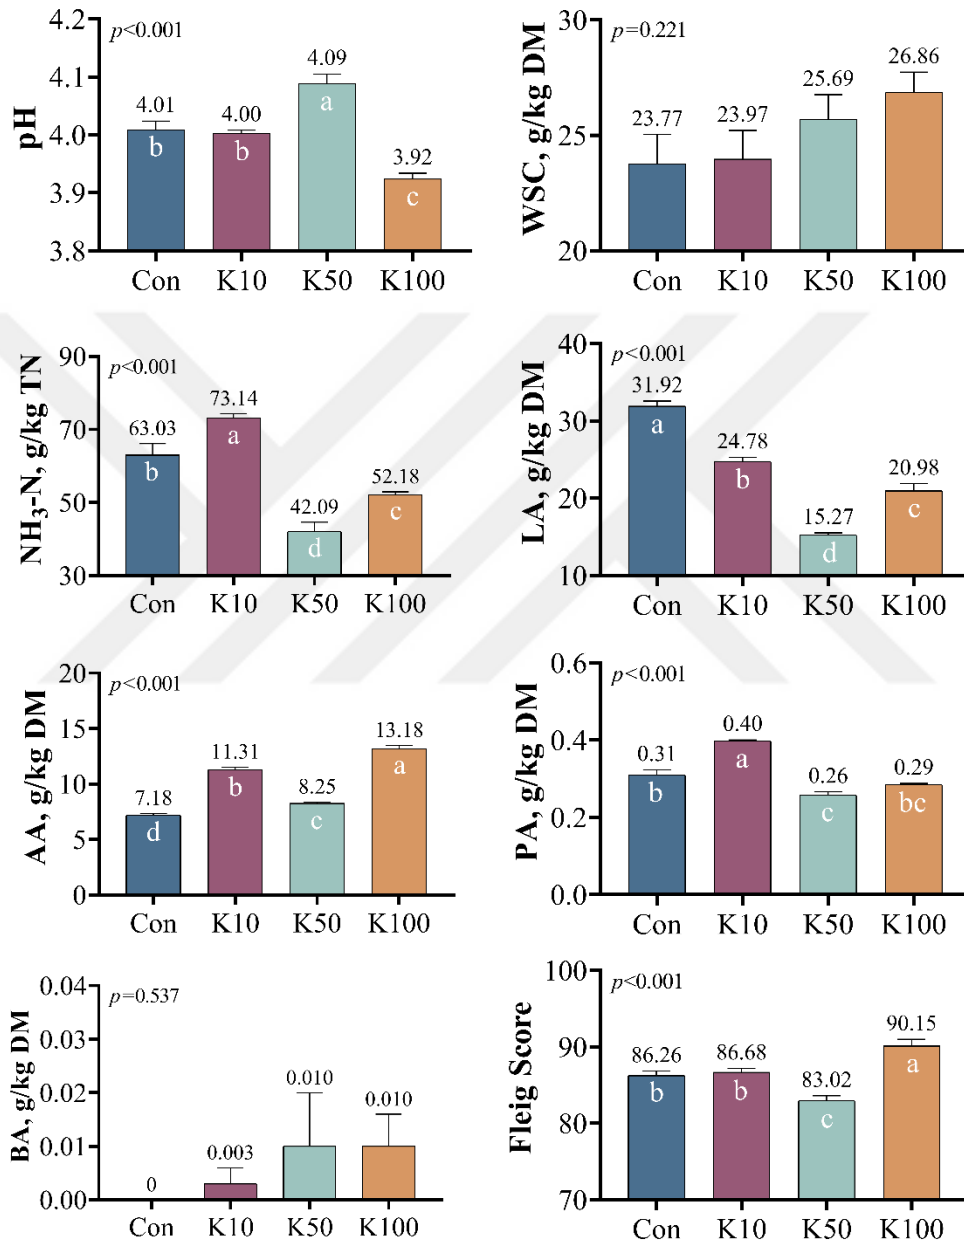 pH
4.2
4.1
4.0
3.9
3.8
p<0.001
4.01
4.00
4.09
3.92
b
b
a
c
Con K10 K50 K100
WSC, g/kg DM
30
25
20
p=0.221
23.77
23.97
25.69
26.86
Con K10 K50 K100
NH3-N, g/kg TN
90
70
50
30
p<0.001
63.03
73.14
42.09
52.18
b
a
d
c
Con K10 K50 K100
LA, g/kg DM
40
30
20
10
p<0.001
31.92
24.78
15.27
20.98
a
b
d
c
Con K10 K50 K100
AA, g/kg DM
20
15
10
5
0
p<0.001
7.18
11.31
8.25
13.18
d
b
c
a
Con K10 K50 K100
PA, g/kg DM
0.6
0.4
0.2
0.0
p<0.001
0.31
0.40
0.26
0.29
b
a
c
bc
Con K10 K50 K100
BA, g/kg DM
0.04
0.03
0.02
0.01
0.00
p=0.537
0
0.003
0.010
0.010
Con K10 K50 K100
Fleig Score
100
90
80
70
p<0.001
86.26
86.68
83.02
90.15
b
b
c
a
Con K10 K50 K100